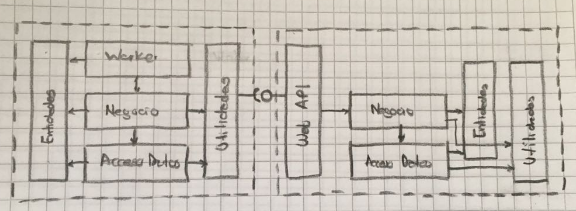 Entidades
Worker
Negocio
Acceso Datos
Utilidades
Web API
Negocio
Acceso Datos
Entidades
Utilidades